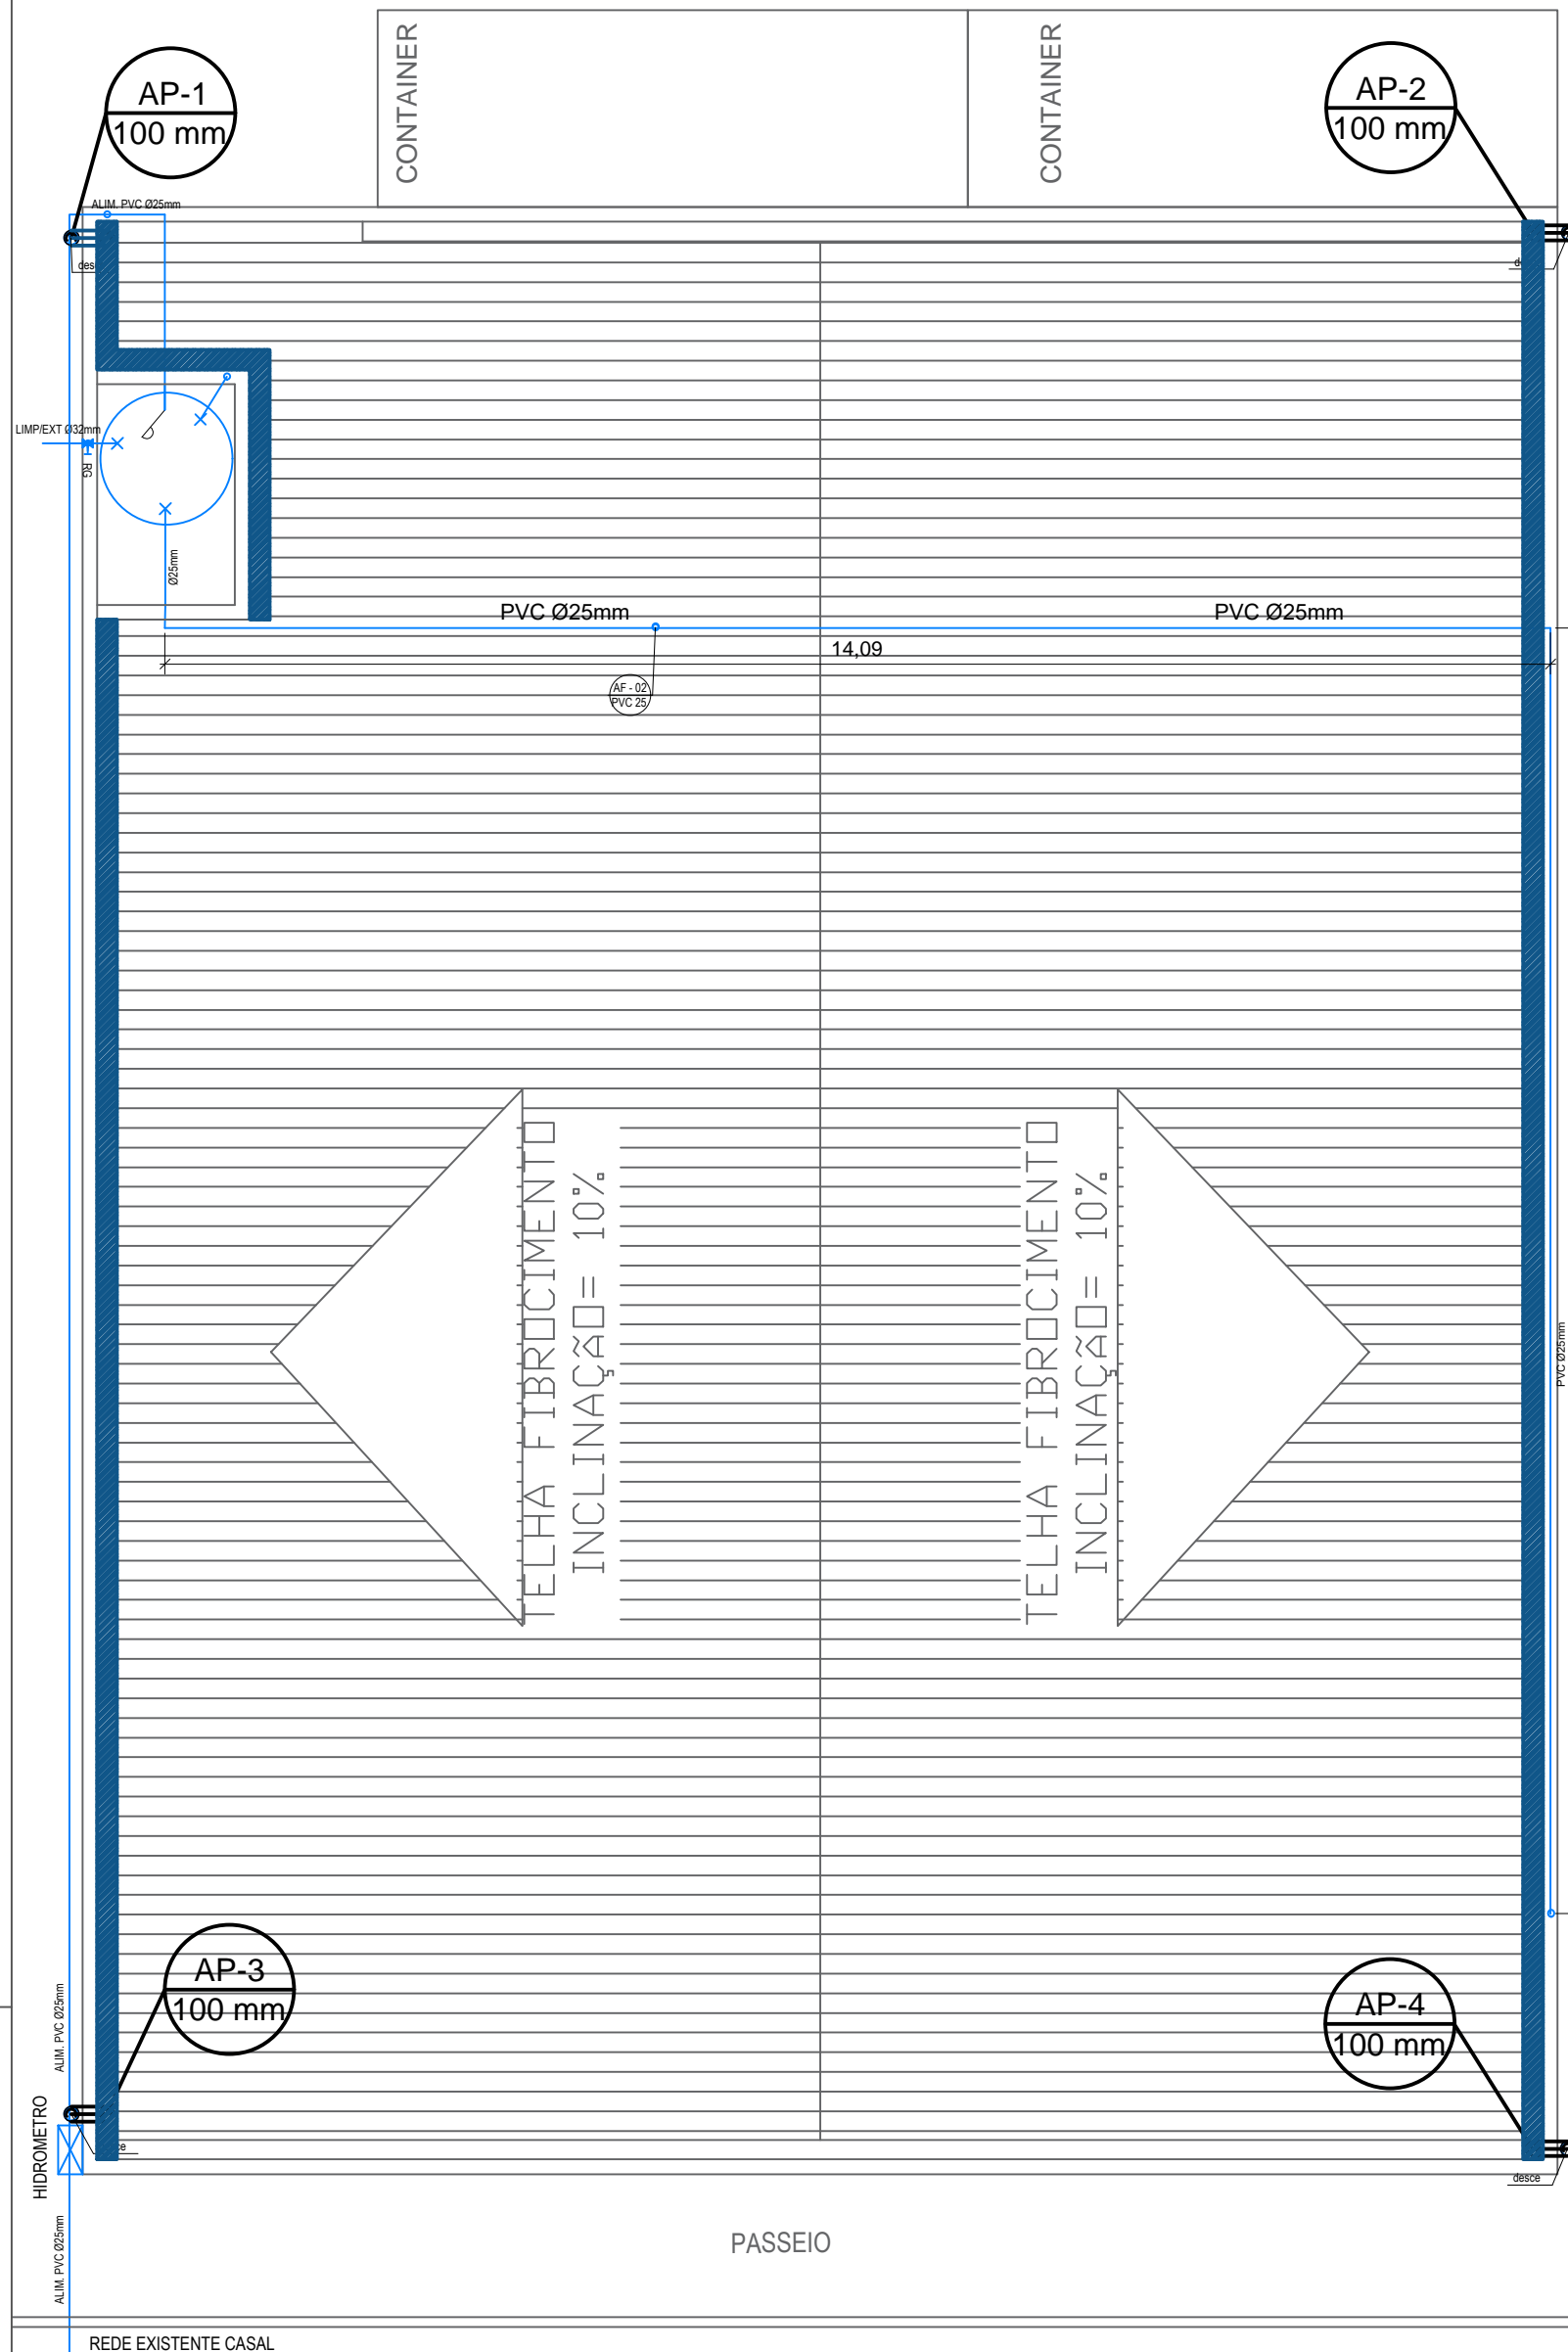 CONTAINER
CONTAINER
AP-1
100 mm
AP-2
100 mm
ALIM. PVC Ø25mm
LIMP/EXT Ø32mm
RG
Ø25mm
PVC Ø25mm
PVC Ø25mm
14,09
AF - 02
PVC 25
TELHA FIBROCIMENTO
INCLINAÇÃO= 10%
TELHA FIBROCIMENTO
INCLINAÇÃO= 10%
PVC Ø25mm
AP-3
100 mm
AP-4
100 mm
ALIM. PVC Ø25mm
HIDROMETRO
desce
ALIM. PVC Ø25mm
PASSEIO
REDE EXISTENTE CASAL